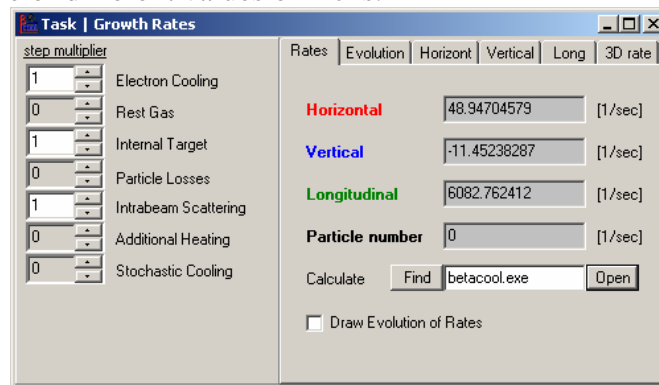 Task | Growth Rates
step multiplier
1 Electron Cooling
0 Rest Gas
1 Internal Target
0 Particle Losses
1 Intrabeam Scattering
0 Additional Heating
0 Stochastic Cooling
Rates Evolution Horizont Vertical Long 3D rate
Horizontal 48.94704579 [1/sec]
Vertical -11.45238287 [1/sec]
Longitudinal 6082.762412 [1/sec]
Particle number 0 [1/sec]
Calculate Find betacool.exe Open
Draw Evolution of Rates